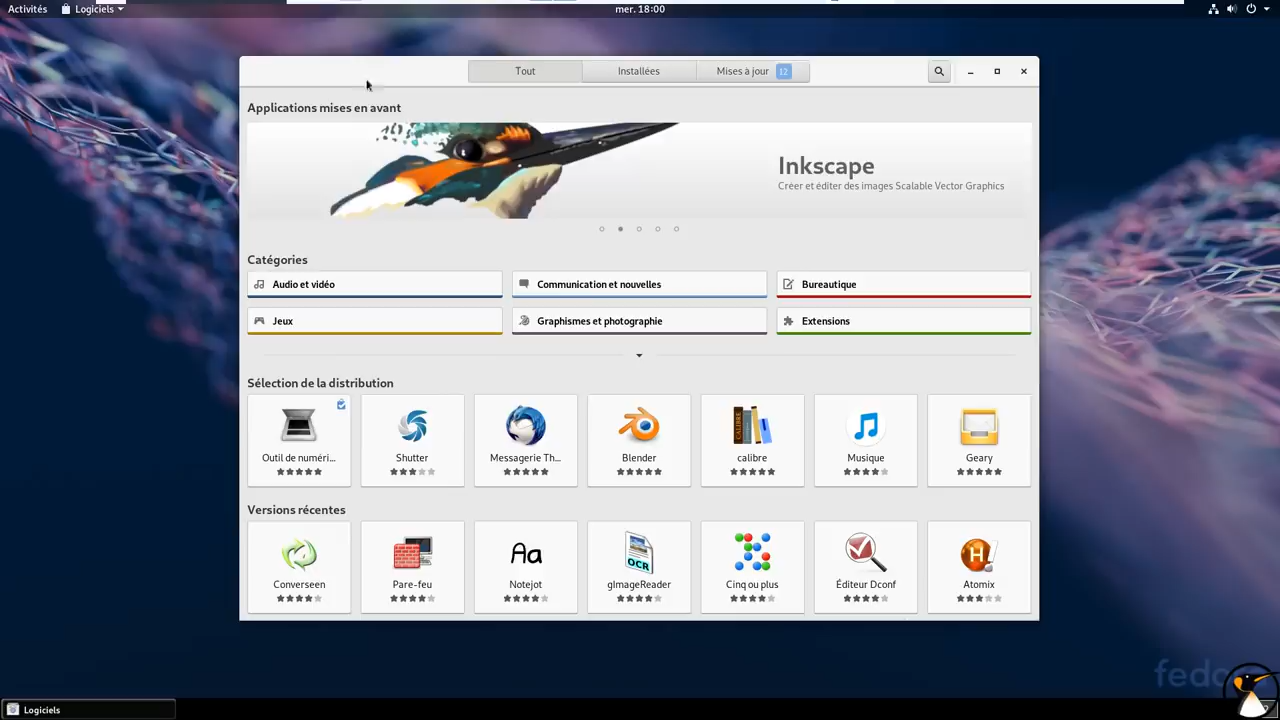 Activités Logiciels mer. 18:00
Tout Installées Mises à jour 12
Applications mises en avant
Inkscape
Créer et éditer des images Scalable Vector Graphics
Catégories
Audio et vidéo Communication et nouvelles Bureautique
Jeux Graphismes et photographie Extensions
Sélection de la distribution
CALIBRE
Outil de numéri... Shutter Messagerie Th... Blender calibre Musique Geary
Versions récentes
Aa OCR H
Converseen Pare-feu Notejot gImageReader Cinq ou plus Éditeur Dconf Atomix
Logiciels